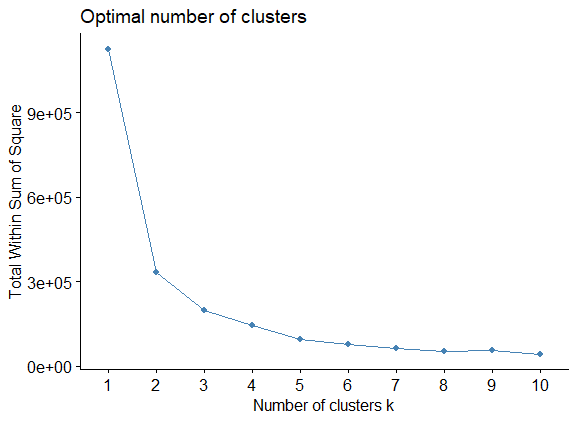 Optimal number of clusters
Total Within Sum of Square
9e+05
6e+05
3e+05
0e+00
1 2 3 4 5 6 7 8 9 10
Number of clusters k